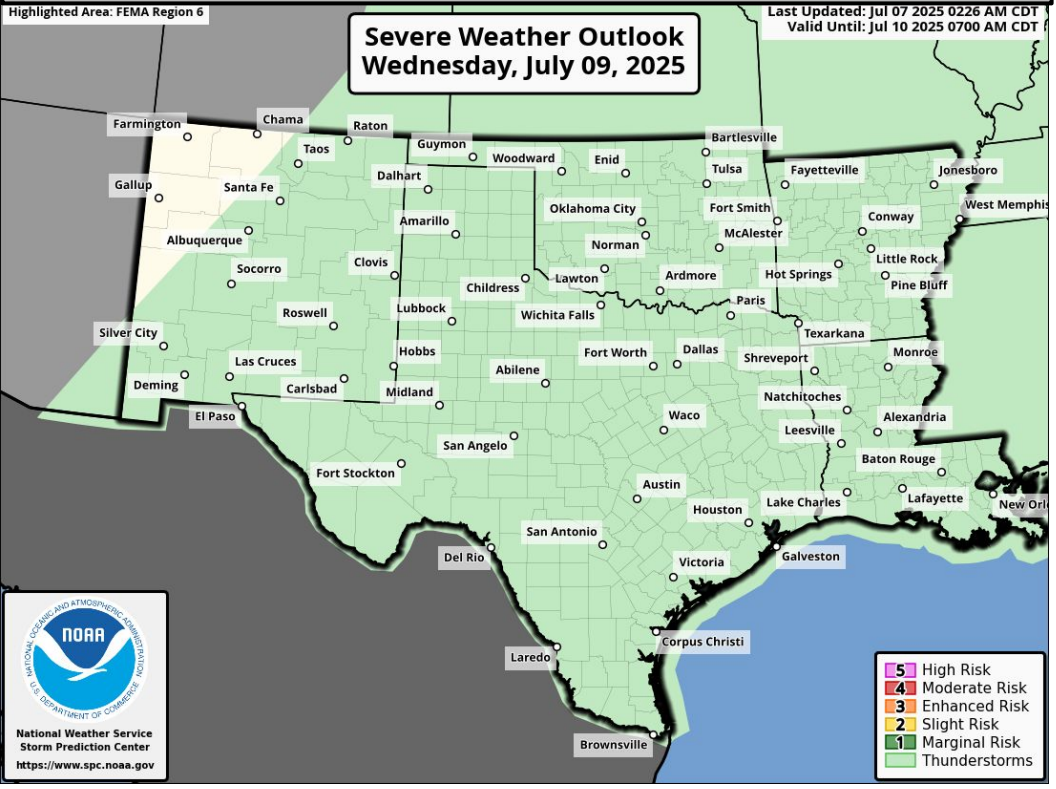 Highlighted Area: FEMA Region 6
Last Updated: Jul 07 2025 0226 AM CDT
Valid Until: Jul 10 2025 0700 AM CDT
Severe Weather Outlook
Wednesday, July 09, 2025
Farmington
Chama
Raton
Taos
Guymon
Woodward
Enid
Bartlesville
Tulsa
Fayetteville
Jonesboro
Gallup
Santa Fe
Dalhart
Amarillo
Oklahoma City
Fort Smith
West Memphis
Albuquerque
Norman
McAlester
Conway
Socorro
Clovis
Childress
Lawton
Ardmore
Hot Springs
Little Rock
Pine Bluff
Roswell
Lubbock
Wichita Falls
Paris
Silver City
Texarkana
Las Cruces
Hobbs
Fort Worth
Dallas
Shreveport
Monroe
Deming
Carlsbad
Midland
Abilene
Natchitoches
El Paso
Waco
Leesville
Alexandria
San Angelo
Fort Stockton
Baton Rouge
Austin
Houston
Lake Charles
Lafayette
New Orl
San Antonio
Del Rio
Victoria
Galveston
Laredo
Corpus Christi
Brownsville
NATIONAL OCEANIC AND ATMOSPHERIC ADMINISTRATION
NOAA
U.S. DEPARTMENT OF COMMERCE
National Weather Service
Storm Prediction Center
https://www.spc.noaa.gov
5 High Risk
4 Moderate Risk
3 Enhanced Risk
2 Slight Risk
1 Marginal Risk
Thunderstorms